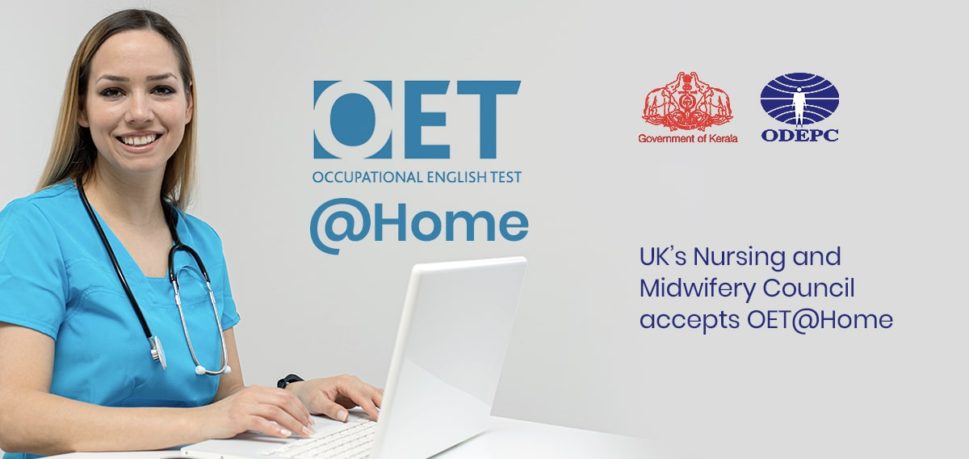 OET
OCCUPATIONAL ENGLISH TEST
@Home
Government of Kerala
ODEPC
UK's Nursing and
Midwifery Council
accepts OET@Home